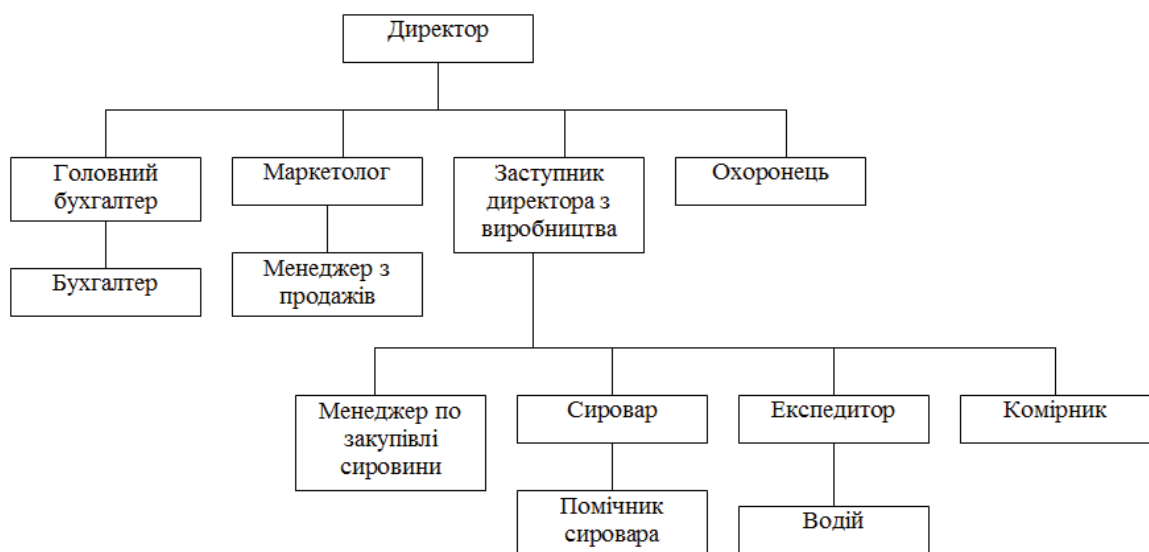 Директор
Головний
бухгалтер
Маркетолог
Заступник
директора з
виробництва
Охоронець
Бухгалтер
Менеджер з
продажів
Менеджер по
закупівлі
сировини
Сировар
Експедитор
Комірник
Помічник
сировара
Водій